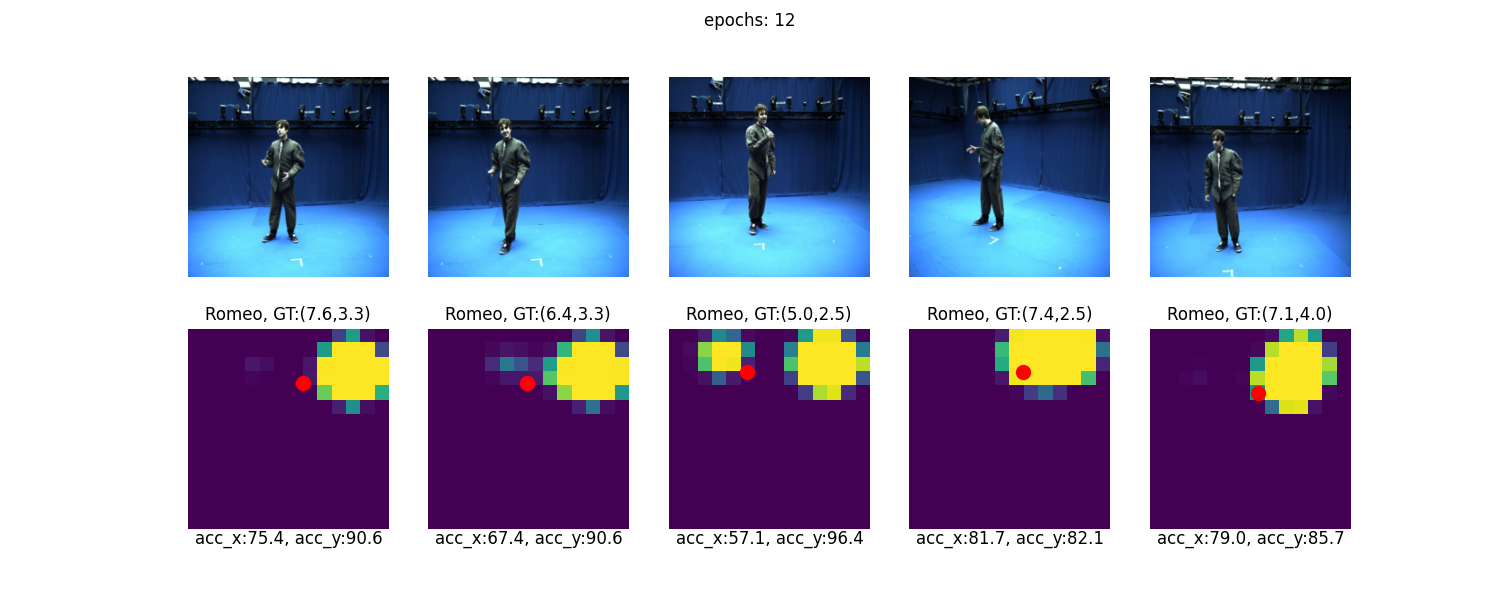 epochs: 12
Romeo, GT:(7.6,3.3)
Romeo, GT:(6.4,3.3)
Romeo, GT:(5.0,2.5)
Romeo, GT:(7.4,2.5)
Romeo, GT:(7.1,4.0)
acc_x:75.4, acc_y:90.6
acc_x:67.4, acc_y:90.6
acc_x:57.1, acc_y:96.4
acc_x:81.7, acc_y:82.1
acc_x:79.0, acc_y:85.7